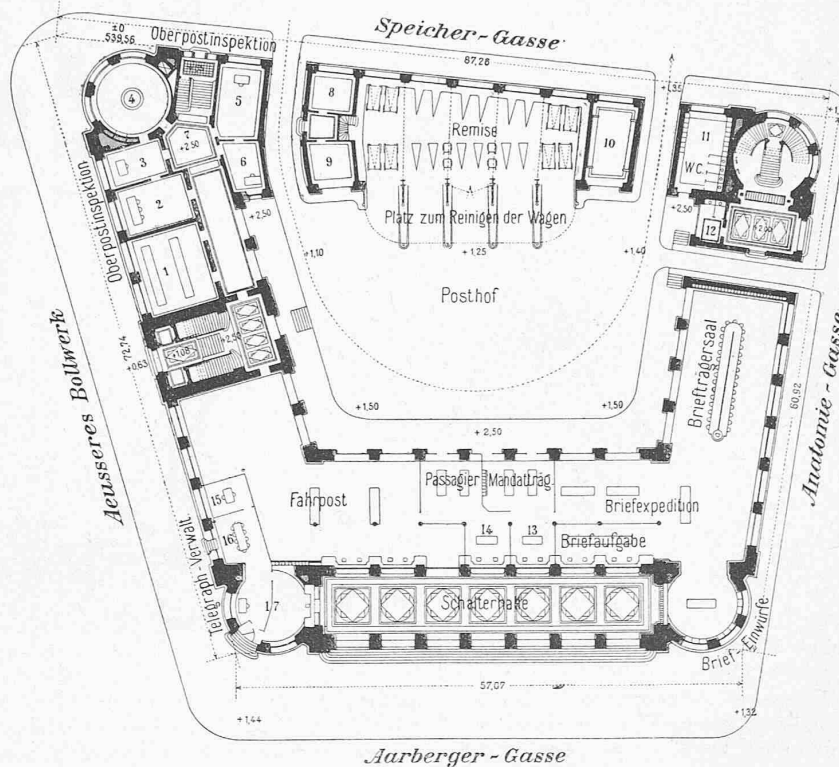 Speicher-Gasse
±0
539,56
Oberpostinspektion
87,26
+1,35
4
5
7
+2,50
3
6
2
1
Oberpostinspektion
+2,50
8
9
Remise
10
11
W.C.
12
+2,50
Platz zum Reinigen der Wagen
+1,10
+1,25
+1,40
Posthof
Aeusseres Bollwerk
72,74
+0,63
+1,08
+2,50
+1,50
+1,50
+2,50
Briefträgersaal
60,92
Anatomie-Gasse
Fahrpost
Passagier
Mandatträg.
Briefexpedition
14
13
Briefaufgabe
15
16
17
Telegraph-Verwalt.
Schalterhalle
Brief-Einwürfe
57,07
+1,44
+1,32
Aarberger-Gasse